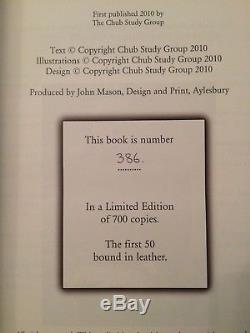 First published 2010 by
The Chub Study Group
Text © Copyright Chub Study Group 2010
Illustrations © Copyright Chub Study Group 2010
Design © Copyright Chub Study Group 2010
Produced by John Mason, Design and Print, Aylesbury
This book is number
386.
In a Limited Edition
of 700 copies.
The first 50
bound in leather.